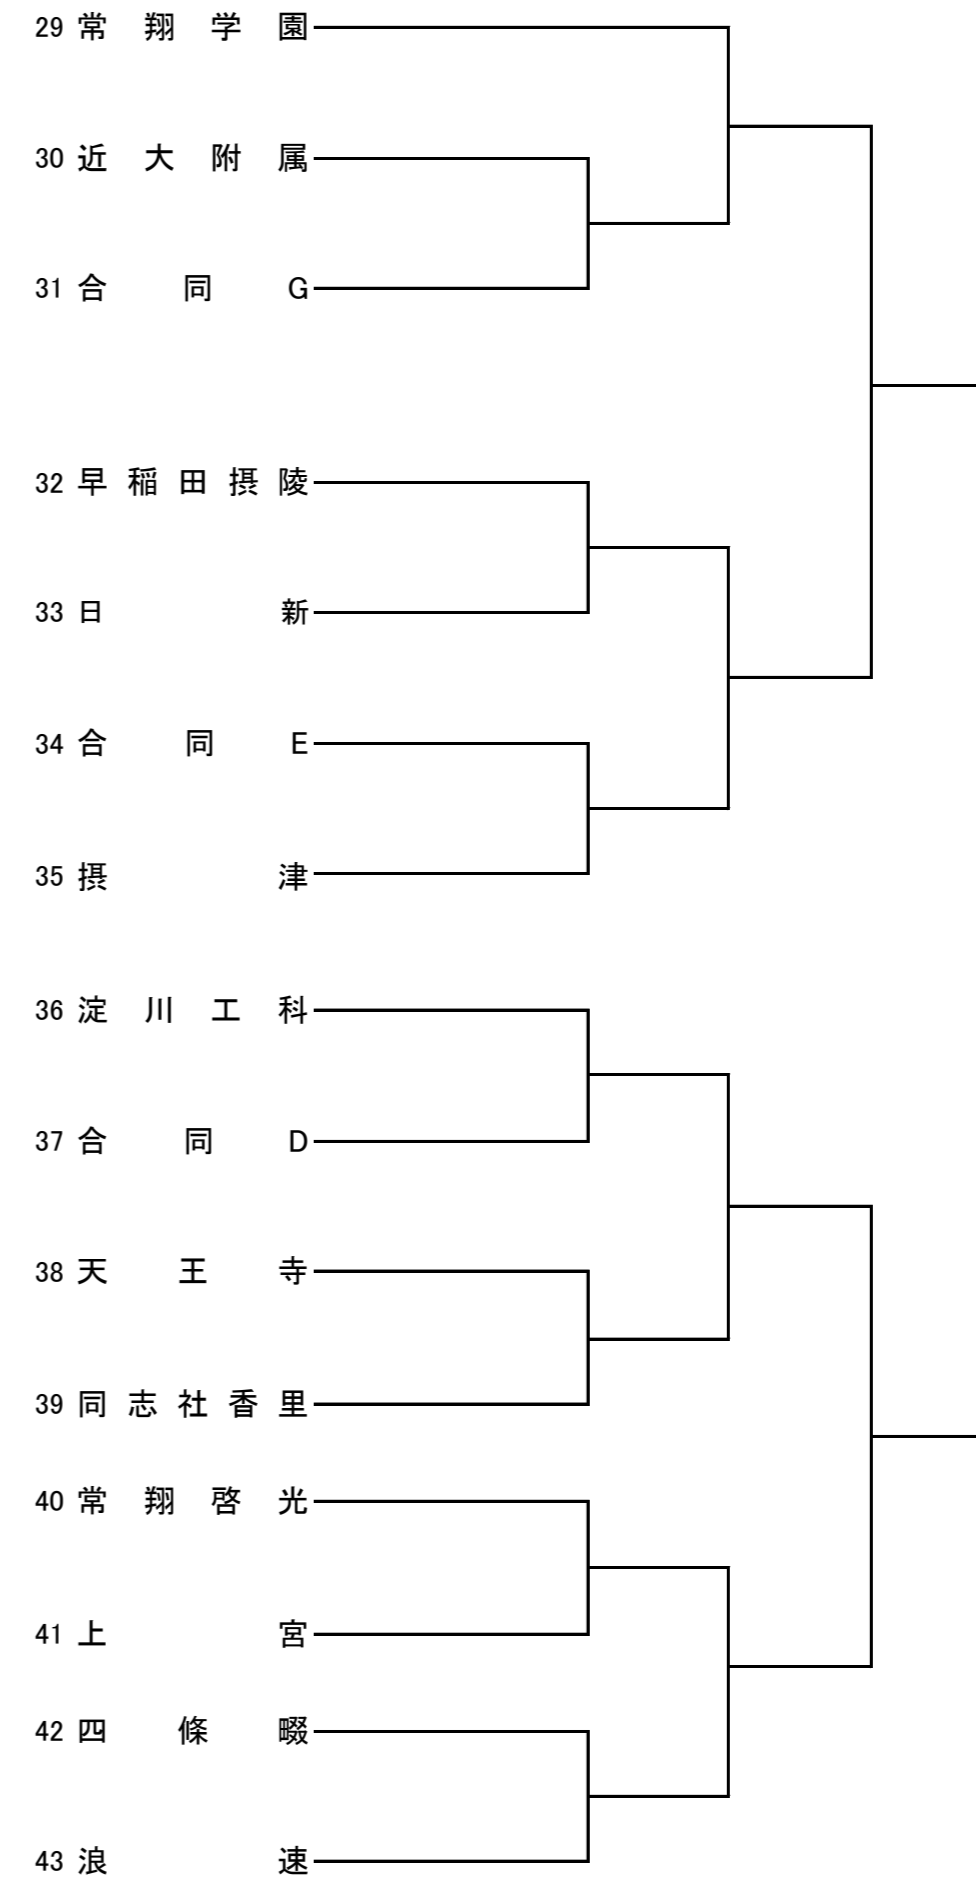 29 常翔学園
30 近大附属
31 合同G
32 早稲田摂陵
33 日新
34 合同E
35 摂津
36 淀川工科
37 合同D
38 天王寺
39 同志社香里
40 常翔啓光
41 上宮
42 四條畷
43 浪速